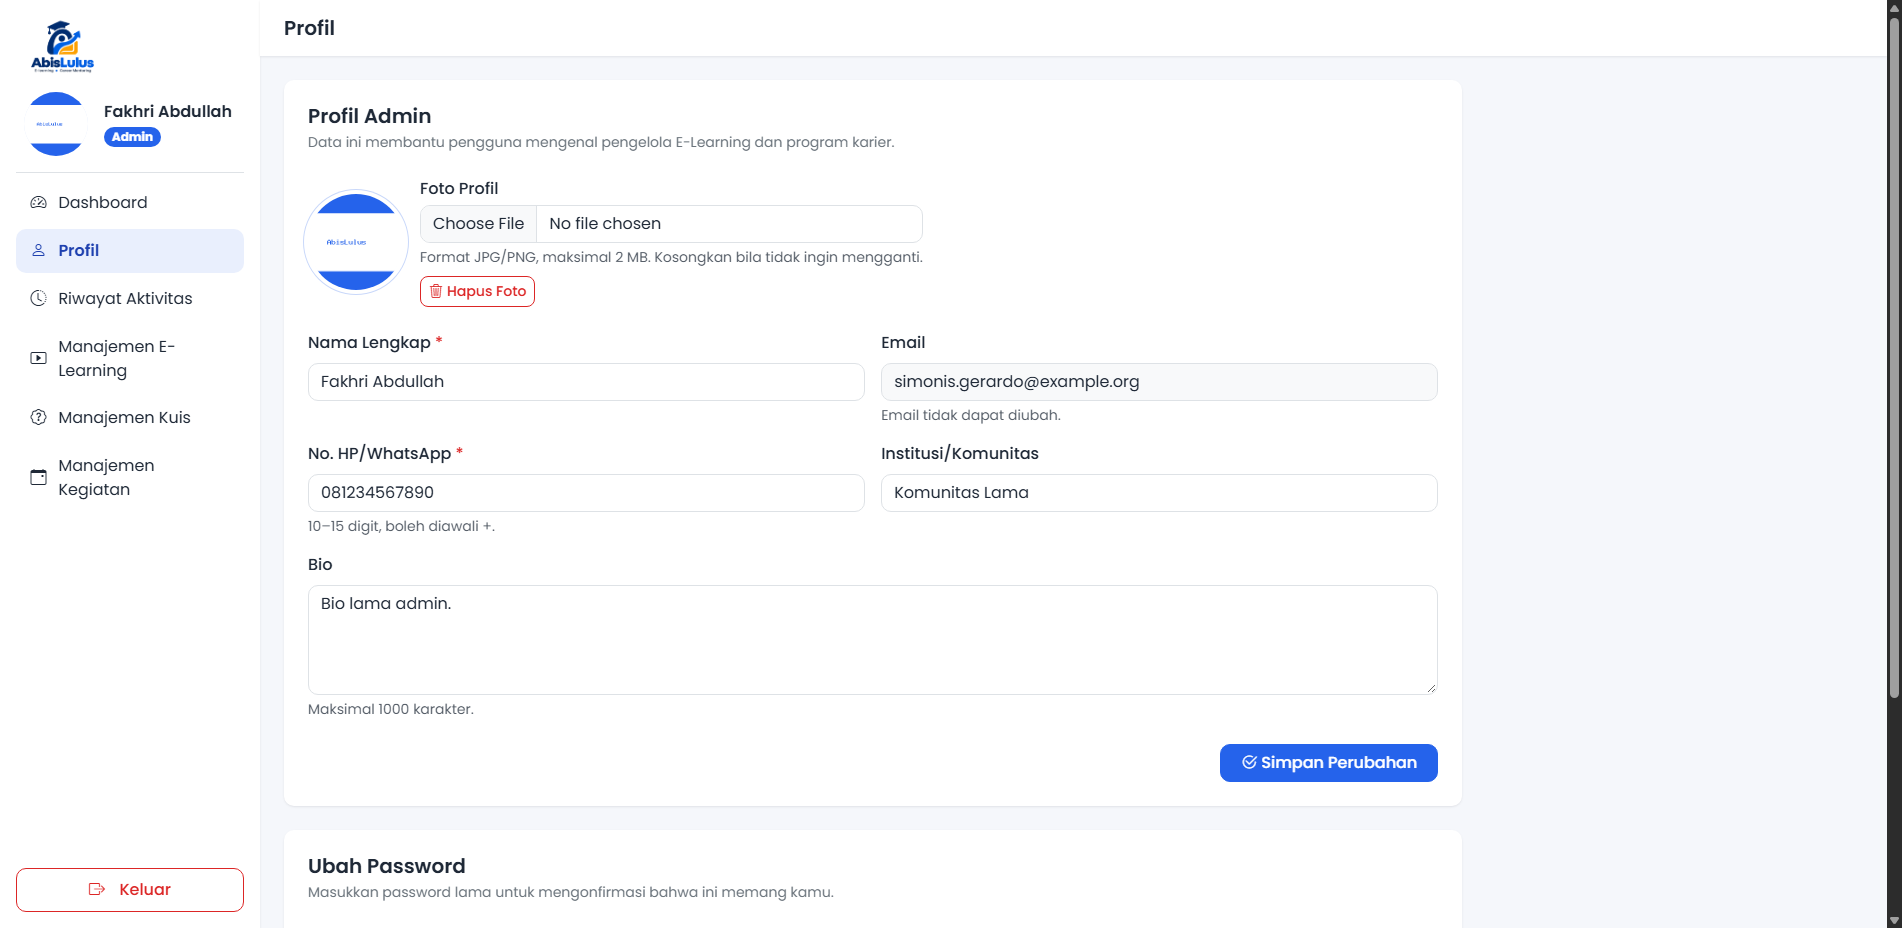 AbisLulus
Profil
AbisLulus
Fakhri Abdullah
Admin
Dashboard
Profil
Riwayat Aktivitas
Manajemen E-
Learning
Manajemen Kuis
Manajemen
Kegiatan
Keluar
Profil Admin
Data ini membantu pengguna mengenal pengelola E-Learning dan program karier.
AbisLulus
Foto Profil
Choose File No file chosen
Format JPG/PNG, maksimal 2 MB. Kosongkan bila tidak ingin mengganti.
Hapus Foto
Nama Lengkap *
Fakhri Abdullah
Email
simonis.gerardo@example.org
Email tidak dapat diubah.
No. HP/WhatsApp *
081234567890
10–15 digit, boleh diawali +.
Institusi/Komunitas
Komunitas Lama
Bio
Bio lama admin.
Maksimal 1000 karakter.
Simpan Perubahan
Ubah Password
Masukkan password lama untuk mengonfirmasi bahwa ini memang kamu.